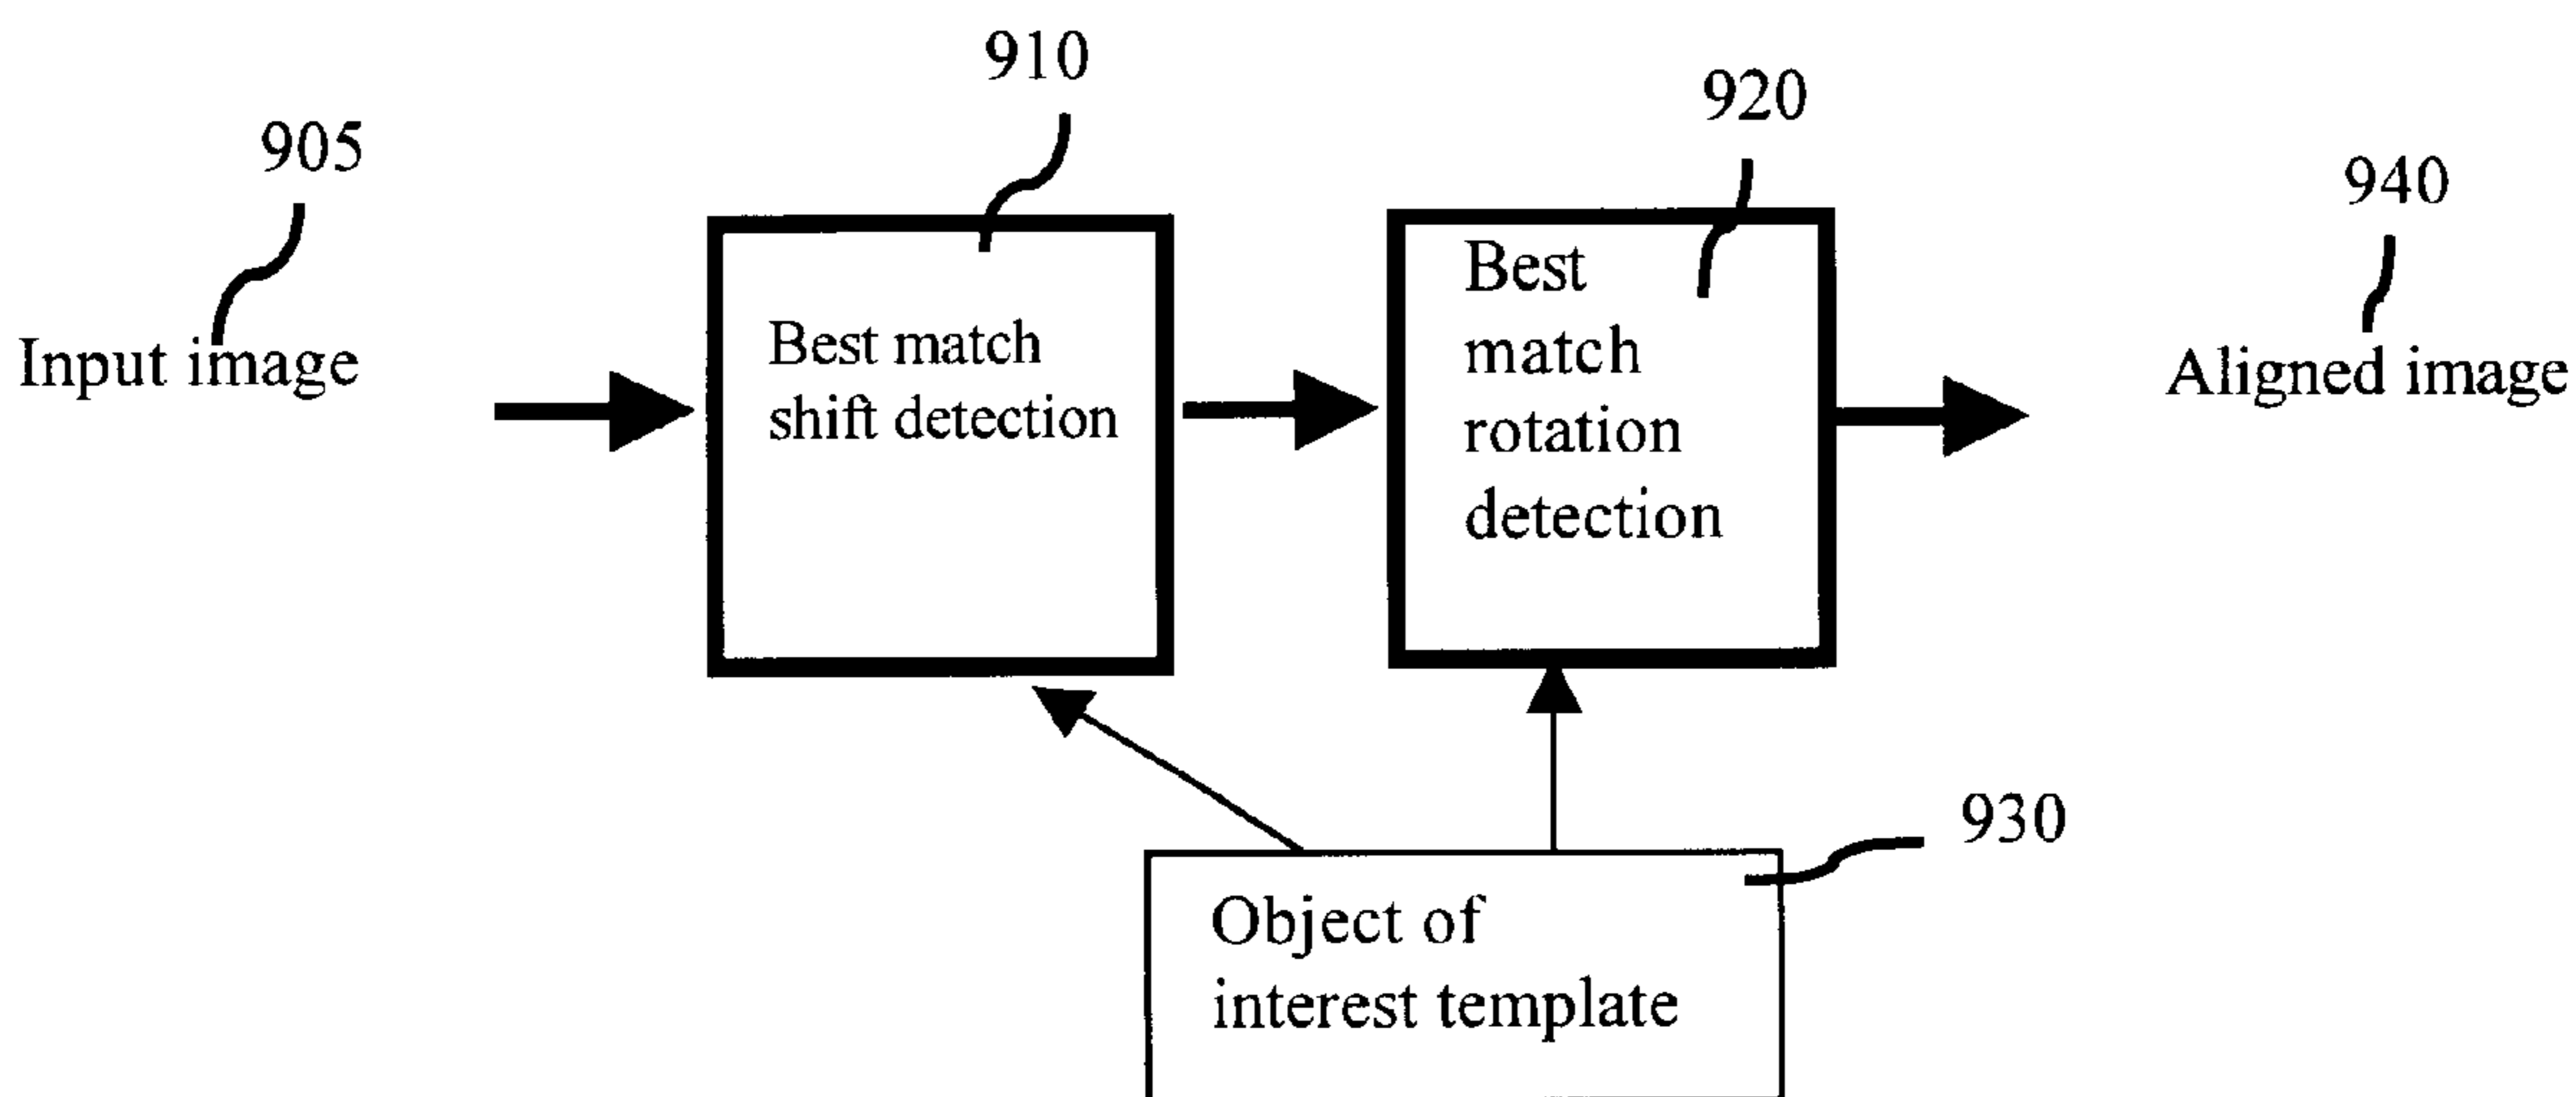 910
920
905
940
Input image
Best match
shift detection
Best
match
rotation
detection
Aligned image
930
Object of
interest template